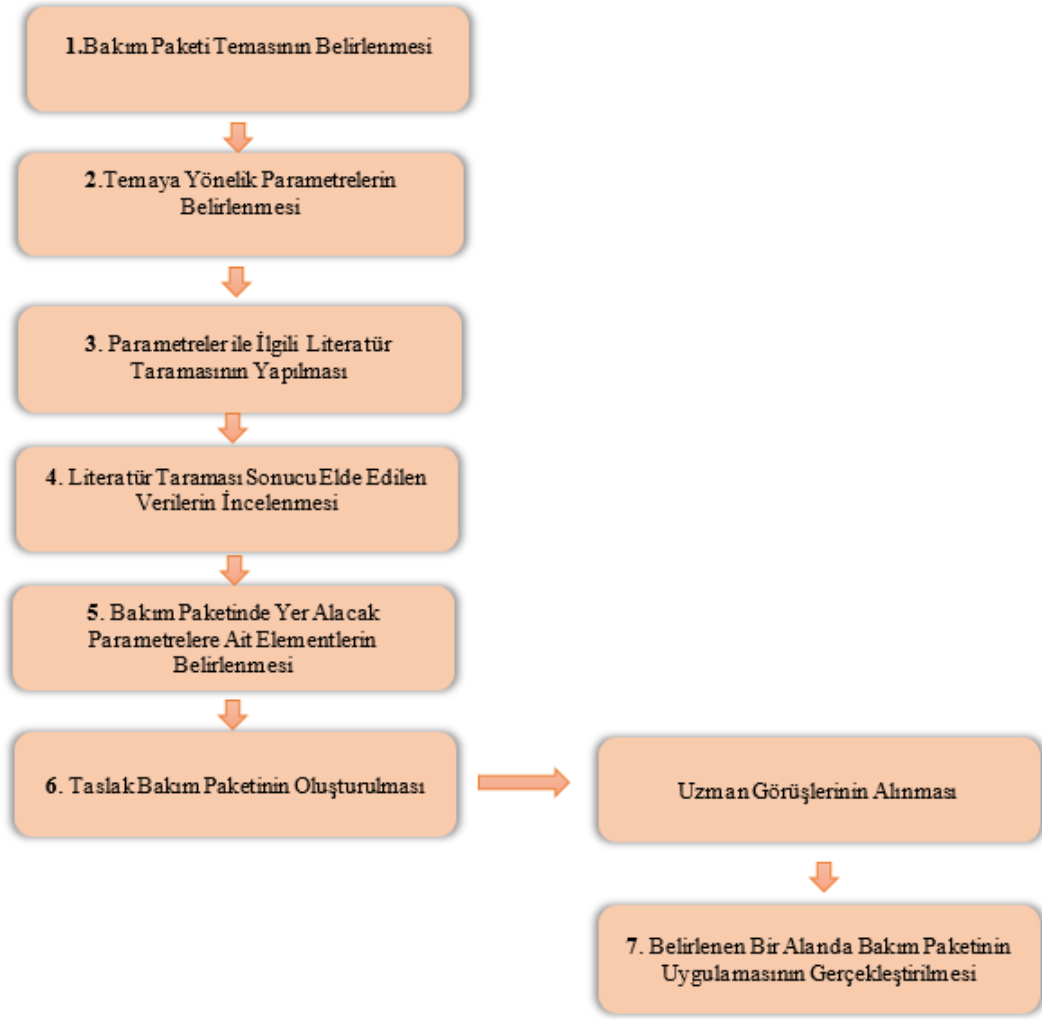 1.Bakım Paketi Temasının Belirlenmesi
2.Temaya Yönelik Parametrelerin
Belirlenmesi
3. Parametreler ile İlgili Literatür
Taramasının Yapılması
4. Literatür Taraması Sonucu Elde Edilen
Verilerin İncelenmesi
5. Bakım Paketinde Yer Alacak
Parametrelere Ait Elementlerin
Belirlenmesi
6. Taslak Bakım Paketinin Oluşturulması
Uzman Görüşlerinin Alınması
7. Belirlenen Bir Alanda Bakım Paketinin
Uygulamasının Gerçekleştirilmesi